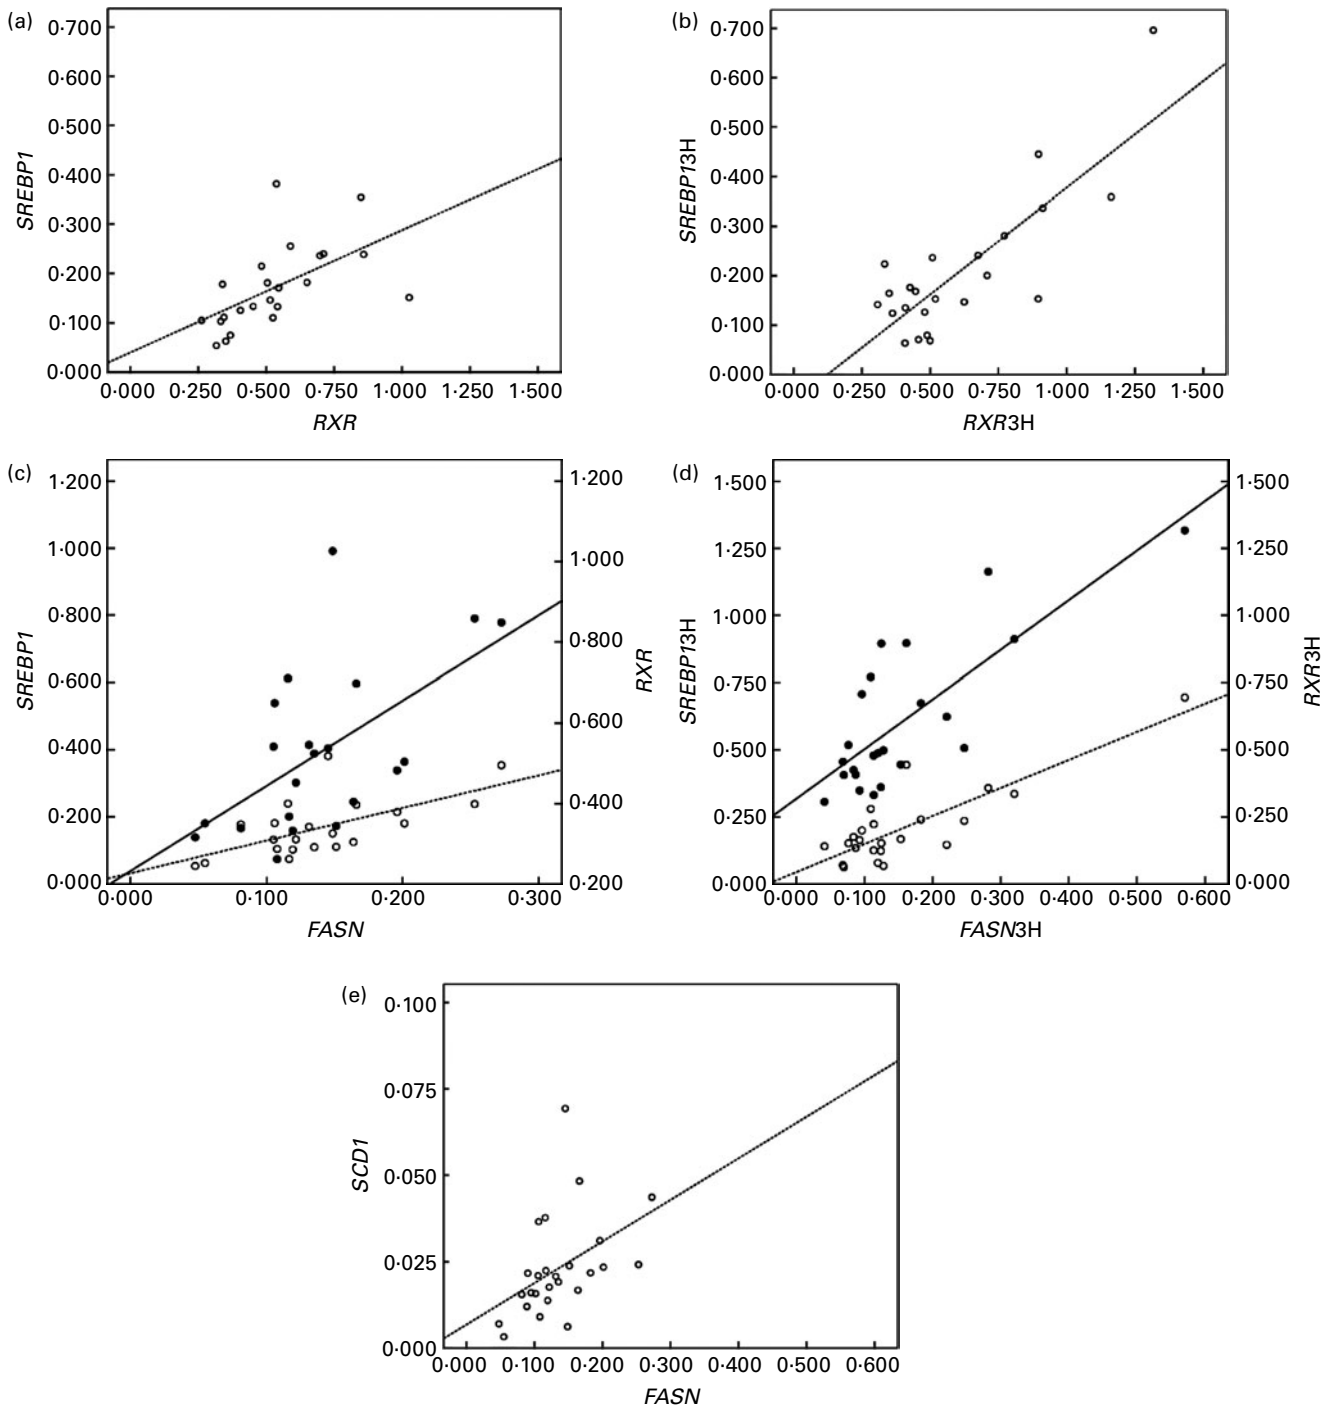 (a)
0·700
0·600
0·500
0·400
0·300
0·200
0·100
0·000
SREBP1
0·000 0·250 0·500 0·750 1·000 1·250 1·500
RXR
(b)
0·700
0·600
0·500
0·400
0·300
0·200
0·100
0·000
SREBP13H
0·000 0·250 0·500 0·750 1·000 1·250 1·500
RXR3H
(c)
1·200
1·000
0·800
0·600
0·400
0·200
0·000
SREBP1
1·200
1·000
0·800
0·600
0·400
0·200
RXR
0·000 0·100 0·200 0·300
FASN
(d)
1·500
1·250
1·000
0·750
0·500
0·250
0·000
SREBP13H
1·500
1·250
1·000
0·750
0·500
0·250
0·000
RXR3H
0·000 0·100 0·200 0·300 0·400 0·500 0·600
FASN3H
(e)
0·100
0·075
0·050
0·025
0·000
SCD1
0·000 0·100 0·200 0·300 0·400 0·500 0·600
FASN